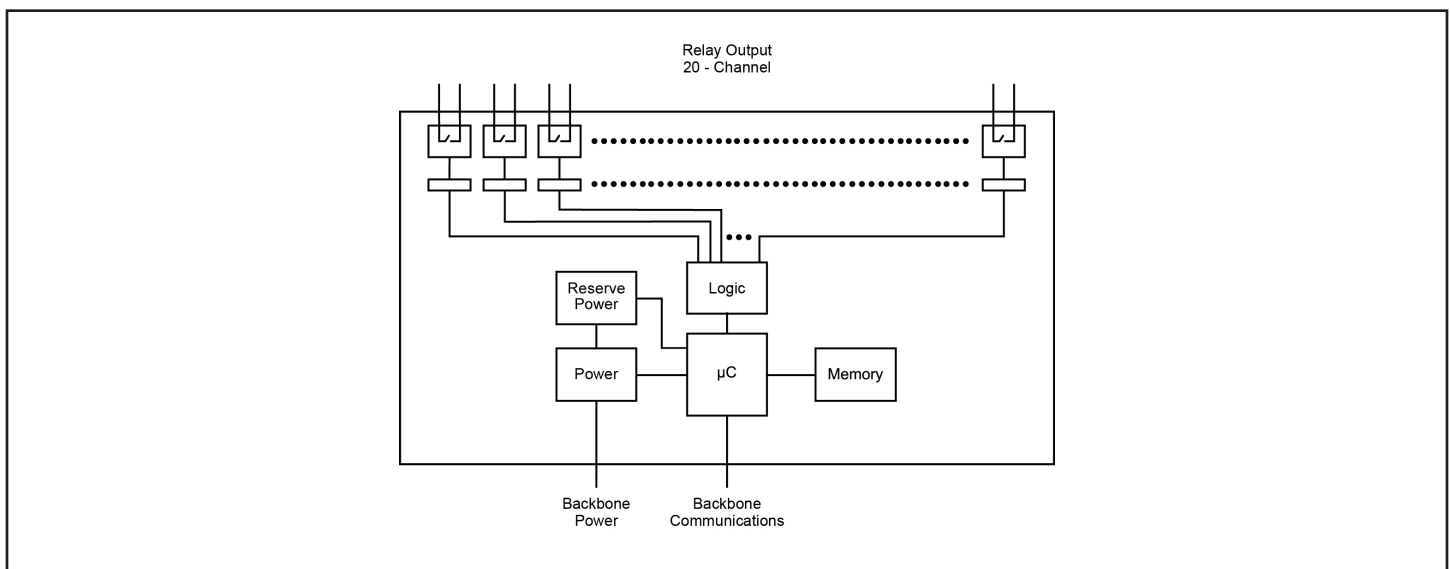 Relay Output
20 - Channel
Reserve
Power
Logic
Power
µC
Memory
Backbone
Power
Backbone
Communications